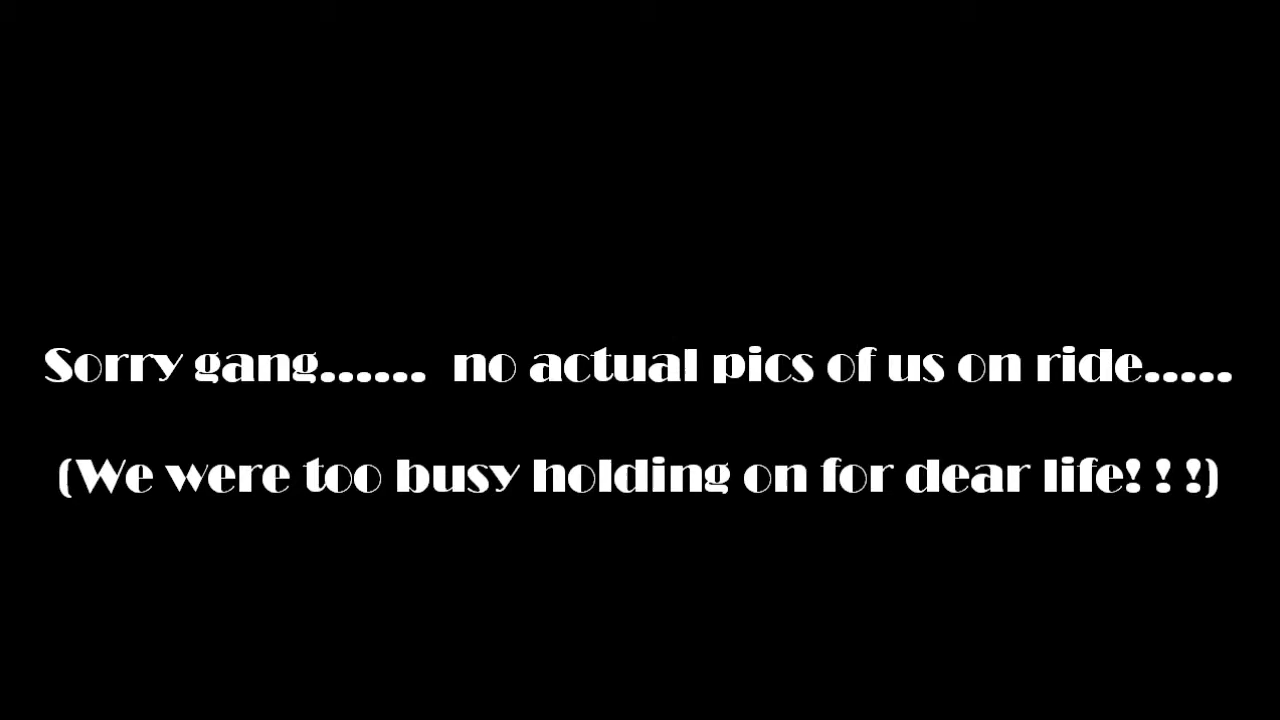 Sorry gang......  no actual pics of us on ride.....
(We were too busy holding on for dear life! ! !)